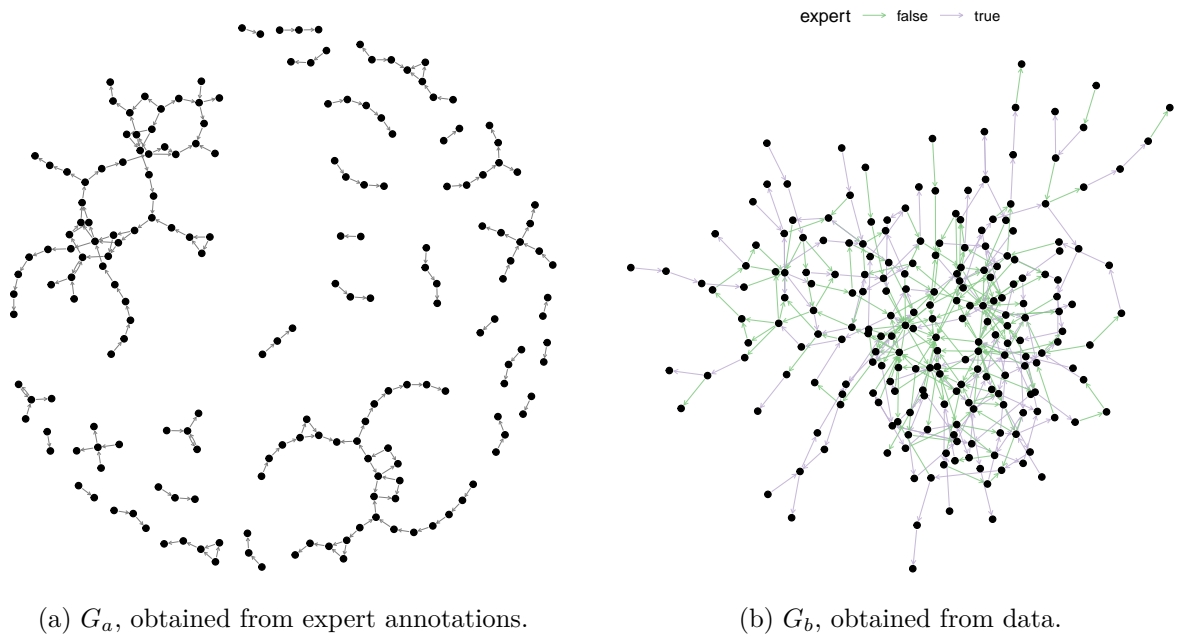 expert false true
(a) G_a, obtained from expert annotations.
(b) G_b, obtained from data.